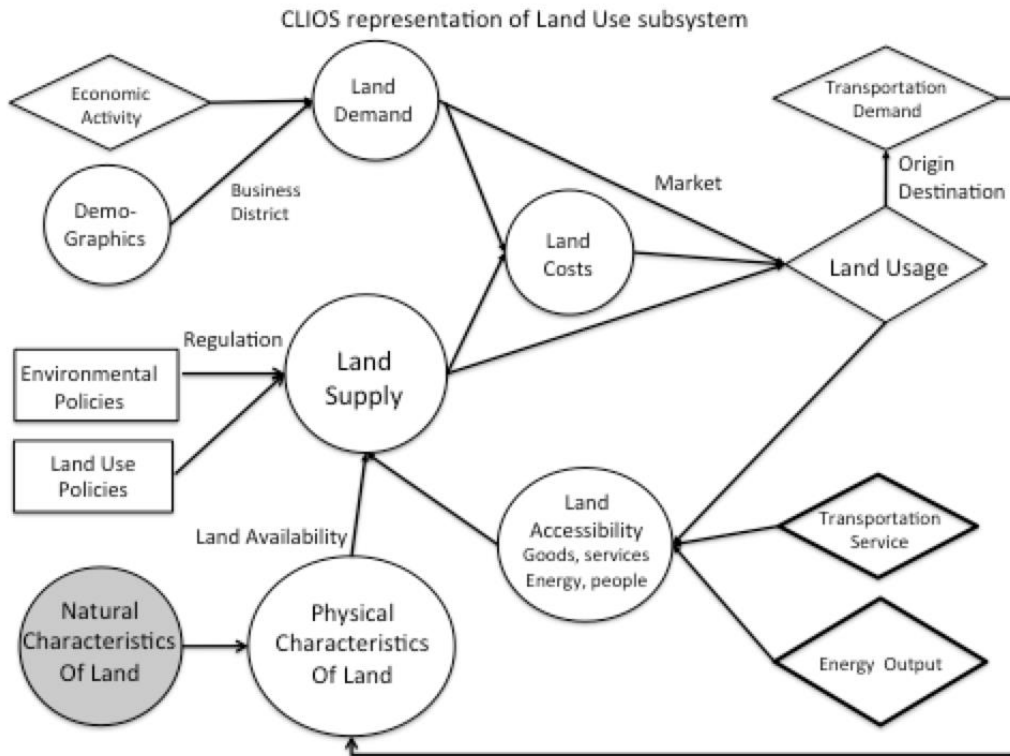 CLIOS representation of Land Use subsystem
Economic
Activity
Land
Demand
Transportation
Demand
Demo-
Graphics
Business
District
Market
Origin
Destination
Land
Costs
Land Usage
Regulation
Environmental
Policies
Land
Supply
Land Use
Policies
Land Availability
Land
Accessibility
Goods, services
Energy, people
Transportation
Service
Natural
Characteristics
Of Land
Physical
Characteristics
Of Land
Energy Output